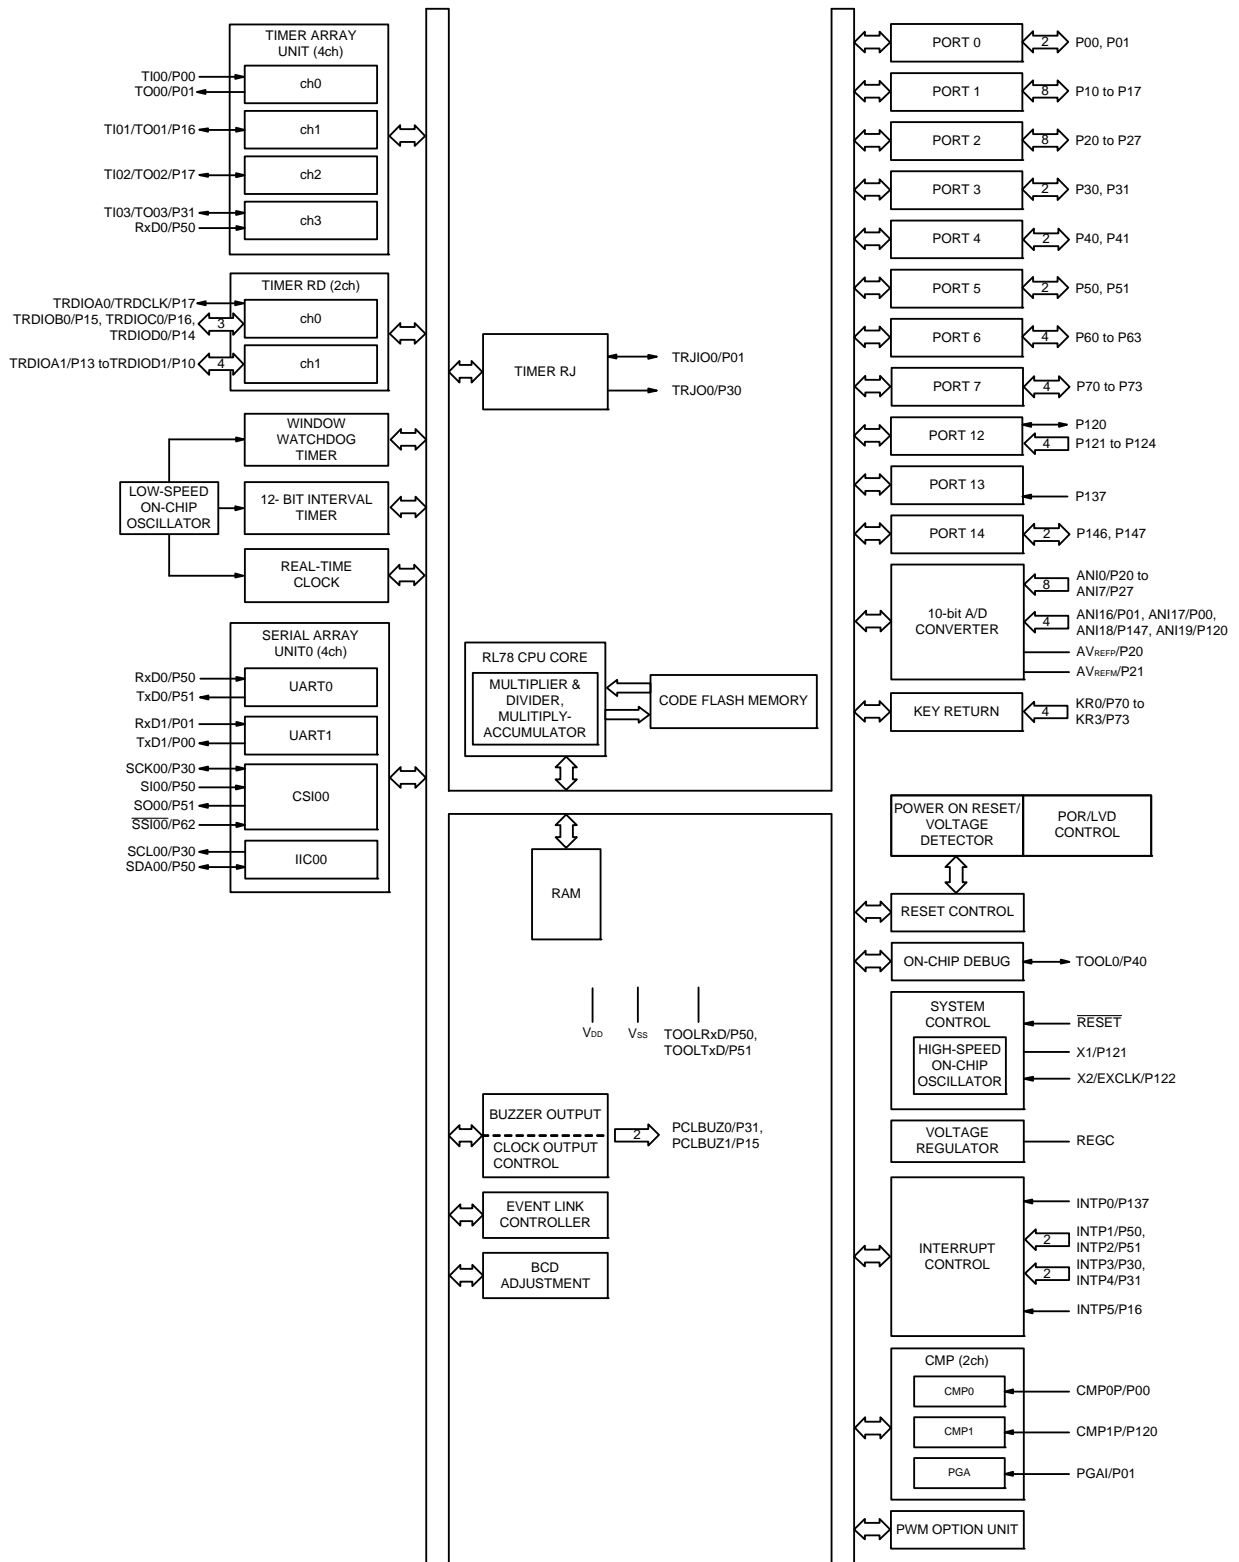 TIMER ARRAY
UNIT (4ch)
TI00/P00
TO00/P01
ch0
TI01/TO01/P16
ch1
TI02/TO02/P17
ch2
TI03/TO03/P31
RxD0/P50
ch3
TIMER RD (2ch)
TRDIOA0/TRDCLK/P17
TRDIOB0/P15, TRDIOC0/P16,
TRDIOD0/P14
3
ch0
TRDIOA1/P13 toTRDIOD1/P10
4
ch1
WINDOW
WATCHDOG
TIMER
LOW-SPEED
ON-CHIP
OSCILLATOR
12- BIT INTERVAL
TIMER
REAL-TIME
CLOCK
SERIAL ARRAY
UNIT0 (4ch)
RxD0/P50
TxD0/P51
UART0
RxD1/P01
TxD1/P00
UART1
SCK00/P30
SI00/P50
SO00/P51
SSI00/P62
CSI00
SCL00/P30
SDA00/P50
IIC00
TIMER RJ
TRJIO0/P01
TRJO0/P30
RL78 CPU CORE
MULTIPLIER &
DIVIDER,
MULITIPLY-
ACCUMULATOR
CODE FLASH MEMORY
RAM
VDD
VSS
TOOLRxD/P50,
TOOLTxD/P51
BUZZER OUTPUT
CLOCK OUTPUT
CONTROL
2
PCLBUZ0/P31,
PCLBUZ1/P15
EVENT LINK
CONTROLLER
BCD
ADJUSTMENT
PORT 0
2
P00, P01
PORT 1
8
P10 to P17
PORT 2
8
P20 to P27
PORT 3
2
P30, P31
PORT 4
2
P40, P41
PORT 5
2
P50, P51
PORT 6
4
P60 to P63
PORT 7
4
P70 to P73
PORT 12
P120
4
P121 to P124
PORT 13
P137
PORT 14
2
P146, P147
10-bit A/D
CONVERTER
8
ANI0/P20 to
ANI7/P27
4
ANI16/P01, ANI17/P00,
ANI18/P147, ANI19/P120
AVREFP/P20
AVREFM/P21
KEY RETURN
4
KR0/P70 to
KR3/P73
POWER ON RESET/
VOLTAGE
DETECTOR
POR/LVD
CONTROL
RESET CONTROL
ON-CHIP DEBUG
TOOL0/P40
SYSTEM
CONTROL
HIGH-SPEED
ON-CHIP
OSCILLATOR
RESET
X1/P121
X2/EXCLK/P122
VOLTAGE
REGULATOR
REGC
INTERRUPT
CONTROL
INTP0/P137
2
INTP1/P50,
INTP2/P51
2
INTP3/P30,
INTP4/P31
INTP5/P16
CMP (2ch)
CMP0
CMP0P/P00
CMP1
CMP1P/P120
PGA
PGAI/P01
PWM OPTION UNIT